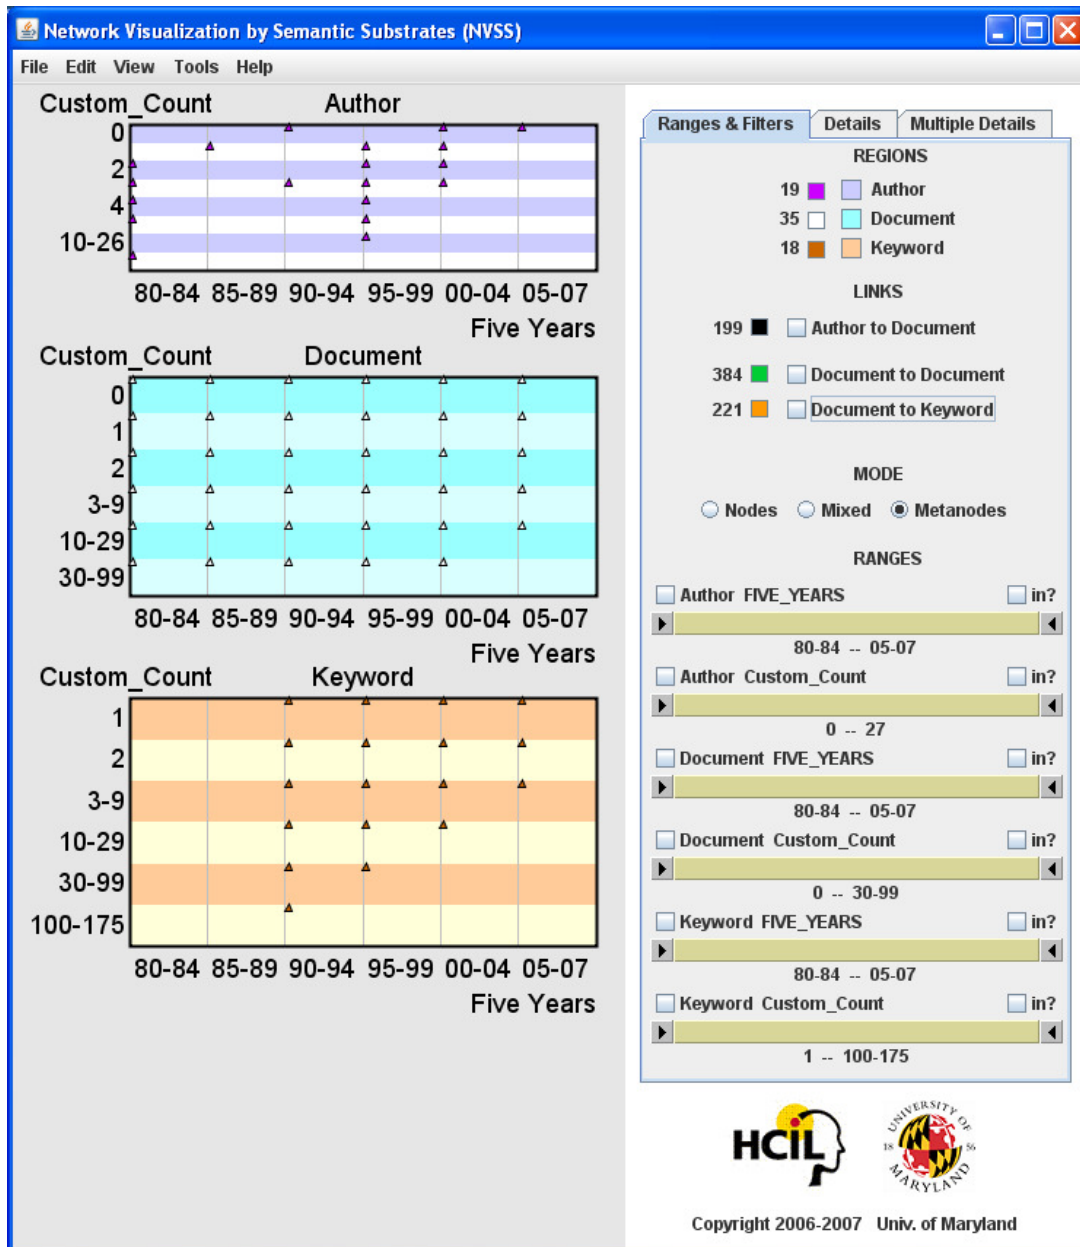 Network Visualization by Semantic Substrates (NVSS)
File Edit View Tools Help
Custom_Count Author
0
2
4
10-26
80-84 85-89 90-94 95-99 00-04 05-07
Five Years
Custom_Count Document
0
1
2
3-9
10-29
30-99
80-84 85-89 90-94 95-99 00-04 05-07
Five Years
Custom_Count Keyword
1
2
3-9
10-29
30-99
100-175
80-84 85-89 90-94 95-99 00-04 05-07
Five Years
Ranges & Filters Details Multiple Details
REGIONS
19 Author
35 Document
18 Keyword
LINKS
199 Author to Document
384 Document to Document
221 Document to Keyword
MODE
Nodes Mixed Metanodes
RANGES
Author FIVE_YEARS in?
80-84 -- 05-07
Author Custom_Count in?
0 -- 27
Document FIVE_YEARS in?
80-84 -- 05-07
Document Custom_Count in?
0 -- 30-99
Keyword FIVE_YEARS in?
80-84 -- 05-07
Keyword Custom_Count in?
1 -- 100-175
HCIL
UNIVERSITY OF
18 56
MARYLAND
Copyright 2006-2007 Univ. of Maryland